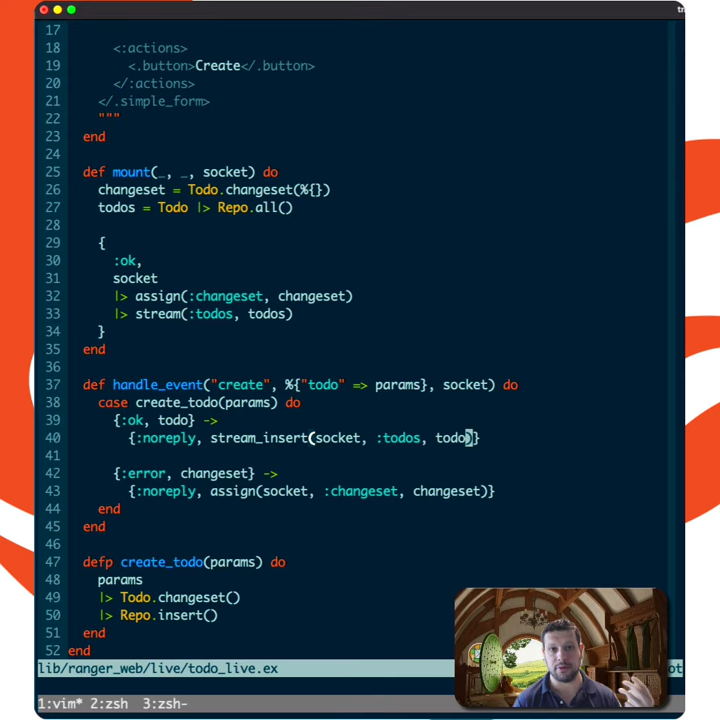 tr
17
18       <:actions>
19         <.button>Create</.button>
20       </:actions>
21     </.simple_form>
22     """
23   end
24
25   def mount(_, _, socket) do
26     changeset = Todo.changeset(%{})
27     todos = Todo |> Repo.all()
28
29     {
30       :ok,
31       socket
32       |> assign(:changeset, changeset)
33       |> stream(:todos, todos)
34     }
35   end
36
37   def handle_event("create", %{"todo" => params}, socket) do
38     case create_todo(params) do
39       {:ok, todo} ->
40         {:noreply, stream_insert(socket, :todos, todo)}
41
42       {:error, changeset} ->
43         {:noreply, assign(socket, :changeset, changeset)}
44     end
45   end
46
47   defp create_todo(params) do
48     params
49     |> Todo.changeset()
50     |> Repo.insert()
51   end
52 end
lib/ranger_web/live/todo_live.ex ot
1:vim* 2:zsh  3:zsh-